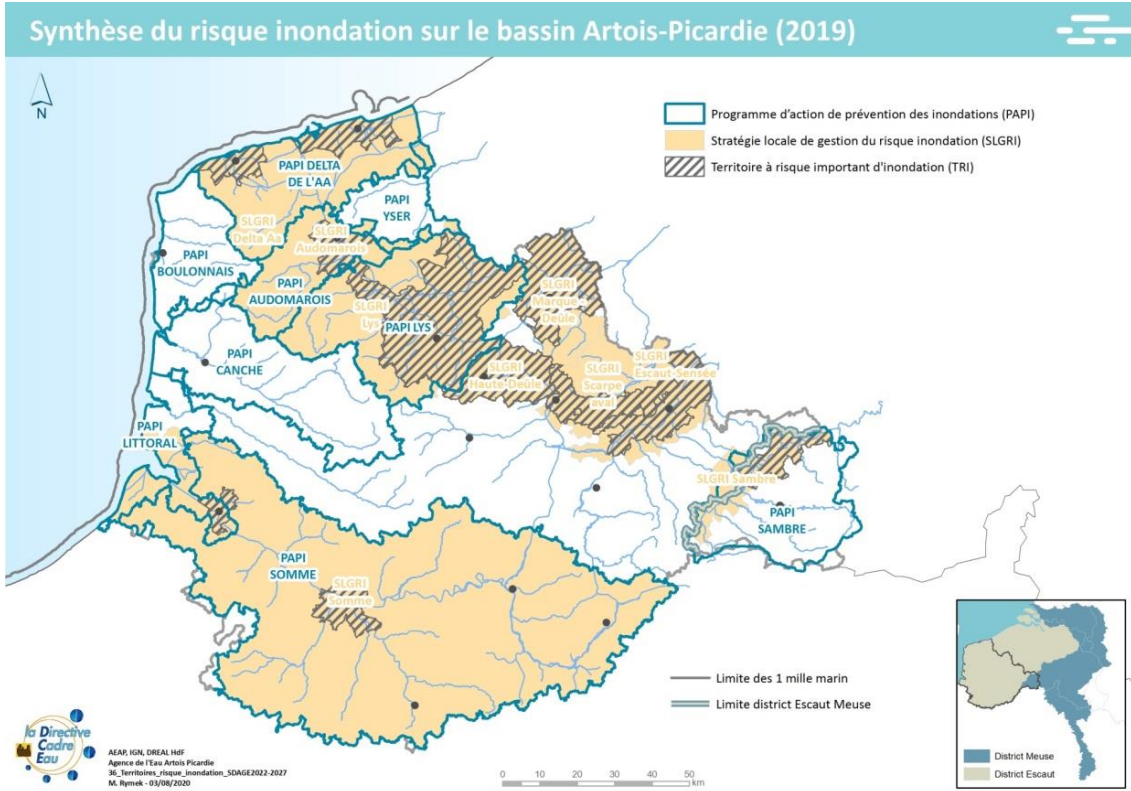 Synthèse du risque inondation sur le bassin Artois-Picardie (2019)
N
Programme d'action de prévention des inondations (PAPI)
Stratégie locale de gestion du risque inondation (SLGRI)
Territoire à risque important d'inondation (TRI)
PAPI DELTA
DE L'AA
PAPI
YSER
SLGRI
Delta Aa
SLGRI
Audomarois
PAPI
BOULONNAIS
PAPI
AUDOMAROIS
SLGRI
Lys
PAPI LYS
SLGRI
Marque -
Deûle
PAPI
CANCHE
SLGRI
Haute-Deûle
SLGRI
Scarpe
aval
SLGRI
Escaut-Sensée
PAPI
LITTORAL
SLGRI Sambre
PAPI
SAMBRE
PAPI
SOMME
SLGRI
Somme
Limite des 1 mille marin
Limite district Escaut Meuse
District Meuse
District Escaut
la Directive
Cadre
Eau
AEAP, IGN, DREAL HdF
Agence de l'Eau Artois Picardie
36_Territoires_risque_inondation_SDAGE2022-2027
M. Rymek - 03/08/2020
0 10 20 30 40 50
km